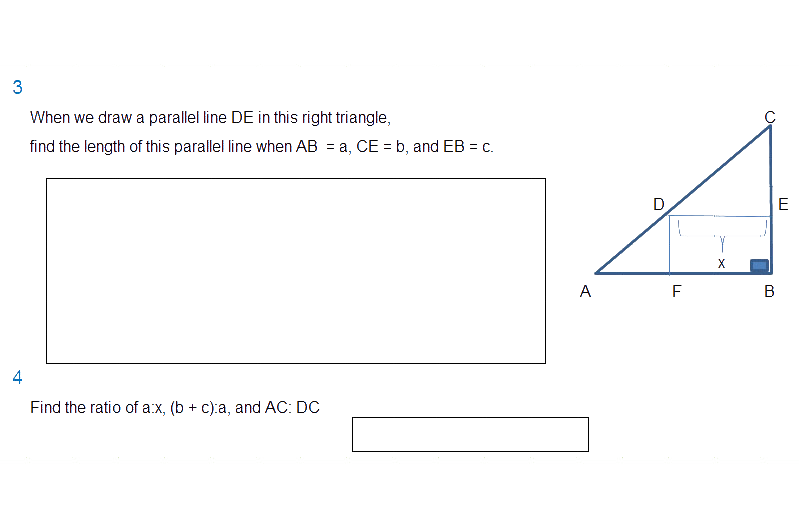 3
When we draw a parallel line DE in this right triangle,
find the length of this parallel line when AB = a, CE = b, and EB = c.
C
D
E
x
A
F
B
4
Find the ratio of a:x, (b + c):a, and AC: DC